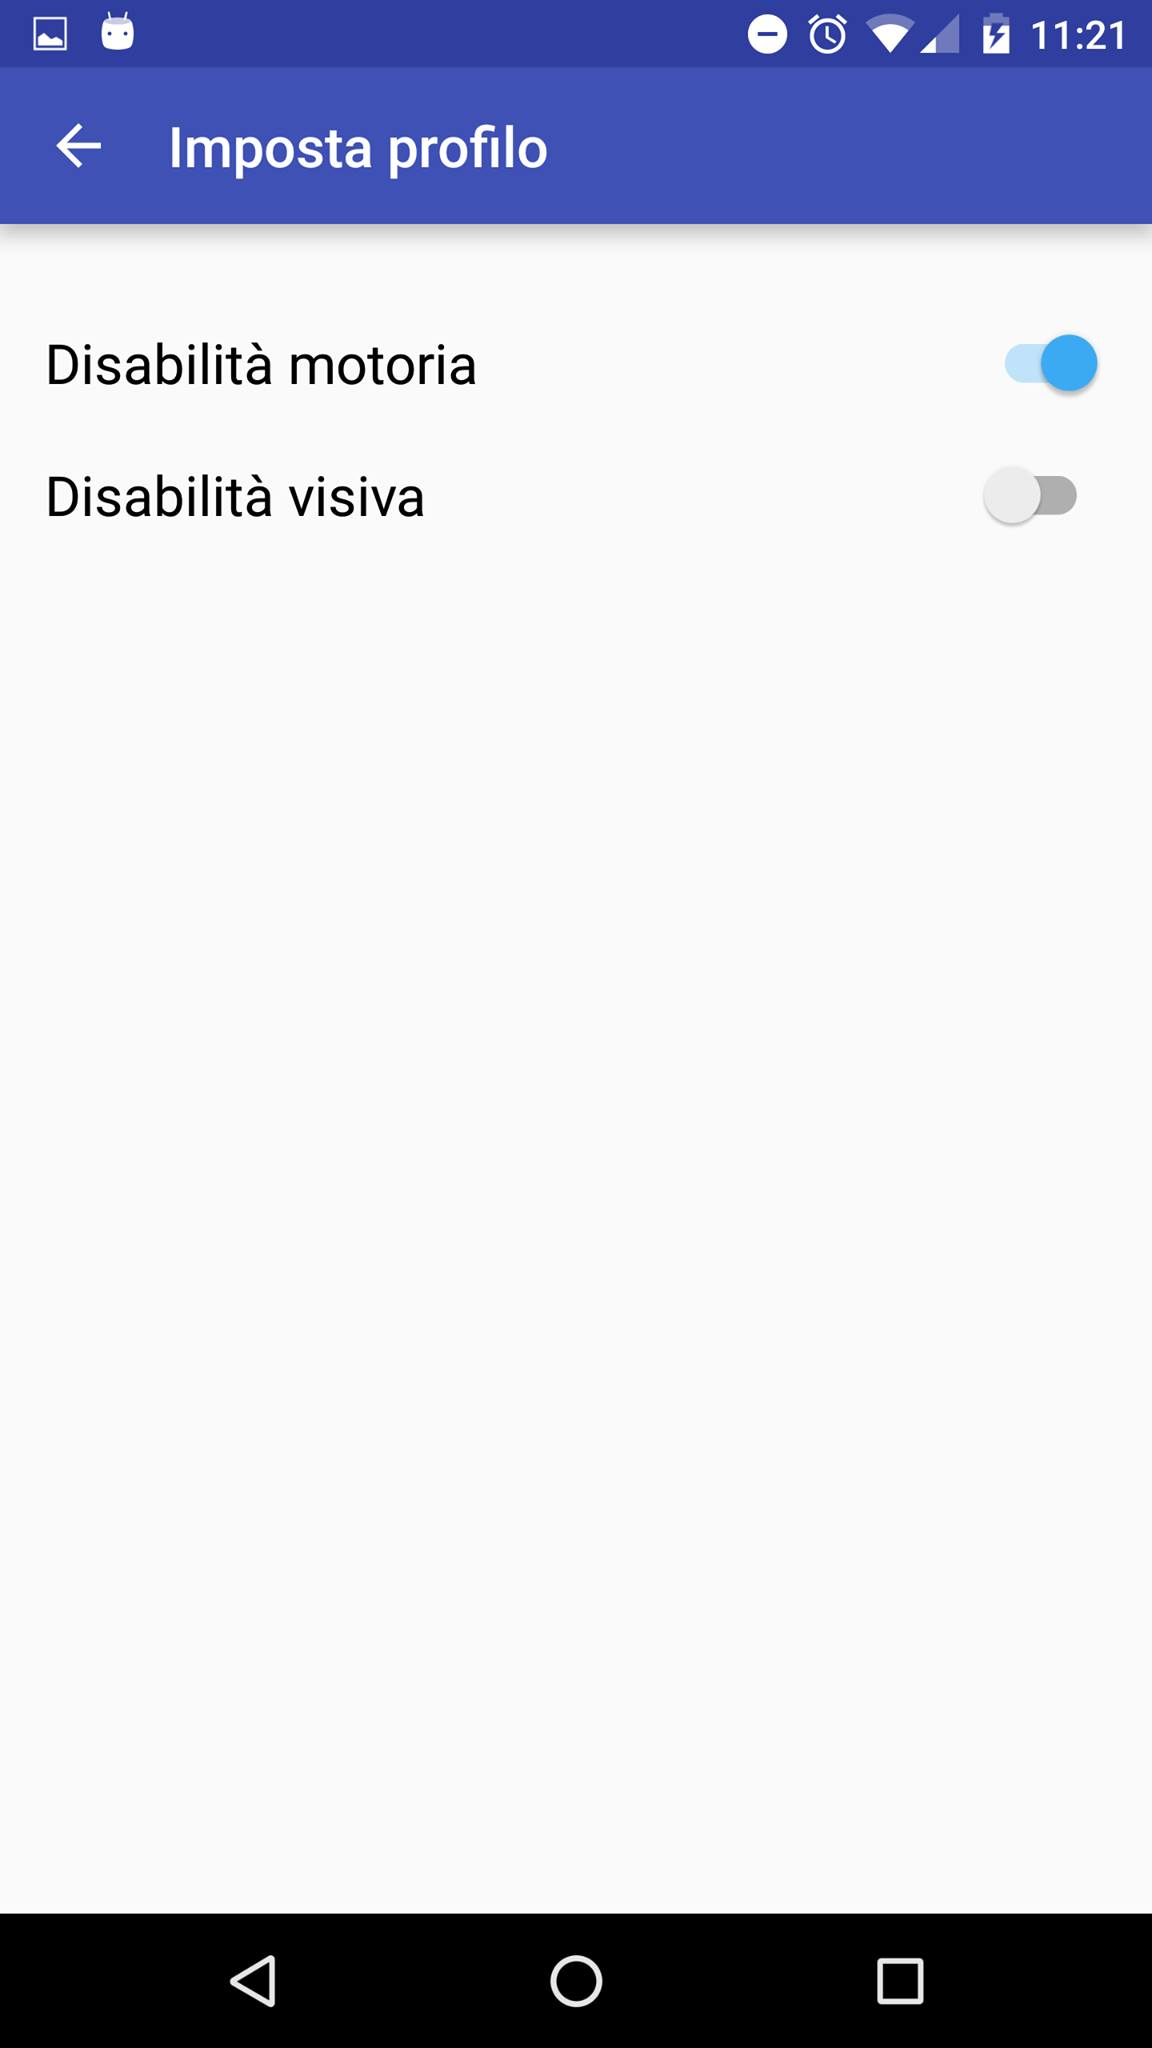 11:21
Imposta profilo
Disabilità motoria
Disabilità visiva